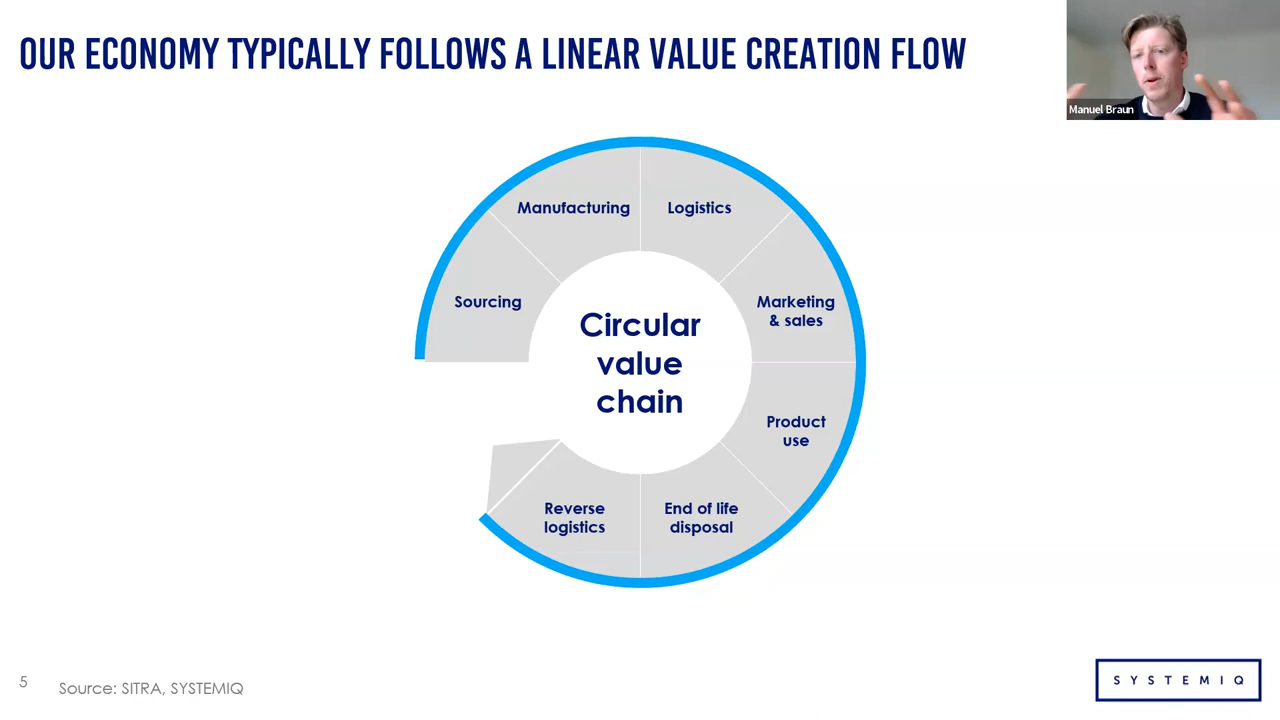 OUR ECONOMY TYPICALLY FOLLOWS A LINEAR VALUE CREATION FLOW
Manuel Braun
Manufacturing
Logistics
Sourcing
Marketing
& sales
Circular
value
chain
Product
use
Reverse
logistics
End of life
disposal
5
Source: SITRA, SYSTEMIQ
SYSTEMIQ